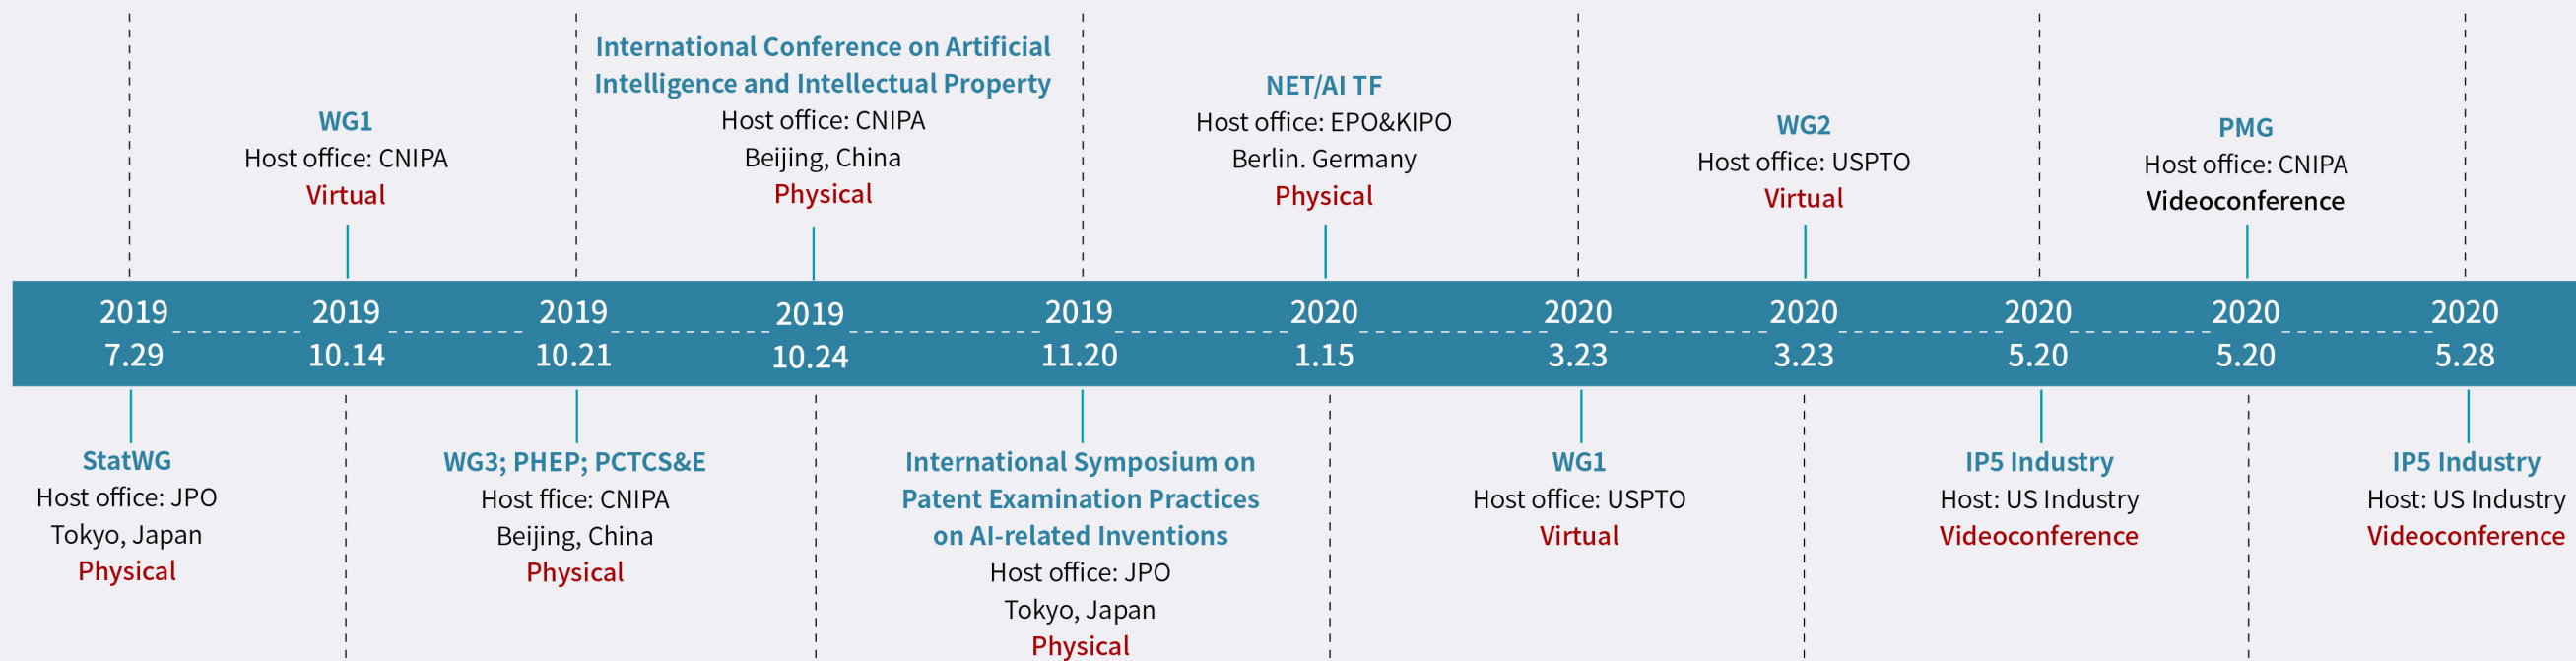 WG1
Host office: CNIPA
Virtual
International Conference on Artificial
Intelligence and Intellectual Property
Host office: CNIPA
Beijing, China
Physical
NET/AI TF
Host office: EPO&KIPO
Berlin. Germany
Physical
WG2
Host office: USPTO
Virtual
PMG
Host office: CNIPA
Videoconference
2019
7.29
2019
10.14
2019
10.21
2019
10.24
2019
11.20
2020
1.15
2020
3.23
2020
3.23
2020
5.20
2020
5.20
2020
5.28
StatWG
Host office: JPO
Tokyo, Japan
Physical
WG3; PHEP; PCTCS&E
Host ffice: CNIPA
Beijing, China
Physical
International Symposium on
Patent Examination Practices
on AI-related Inventions
Host office: JPO
Tokyo, Japan
Physical
WG1
Host office: USPTO
Virtual
IP5 Industry
Host: US Industry
Videoconference
IP5 Industry
Host: US Industry
Videoconference